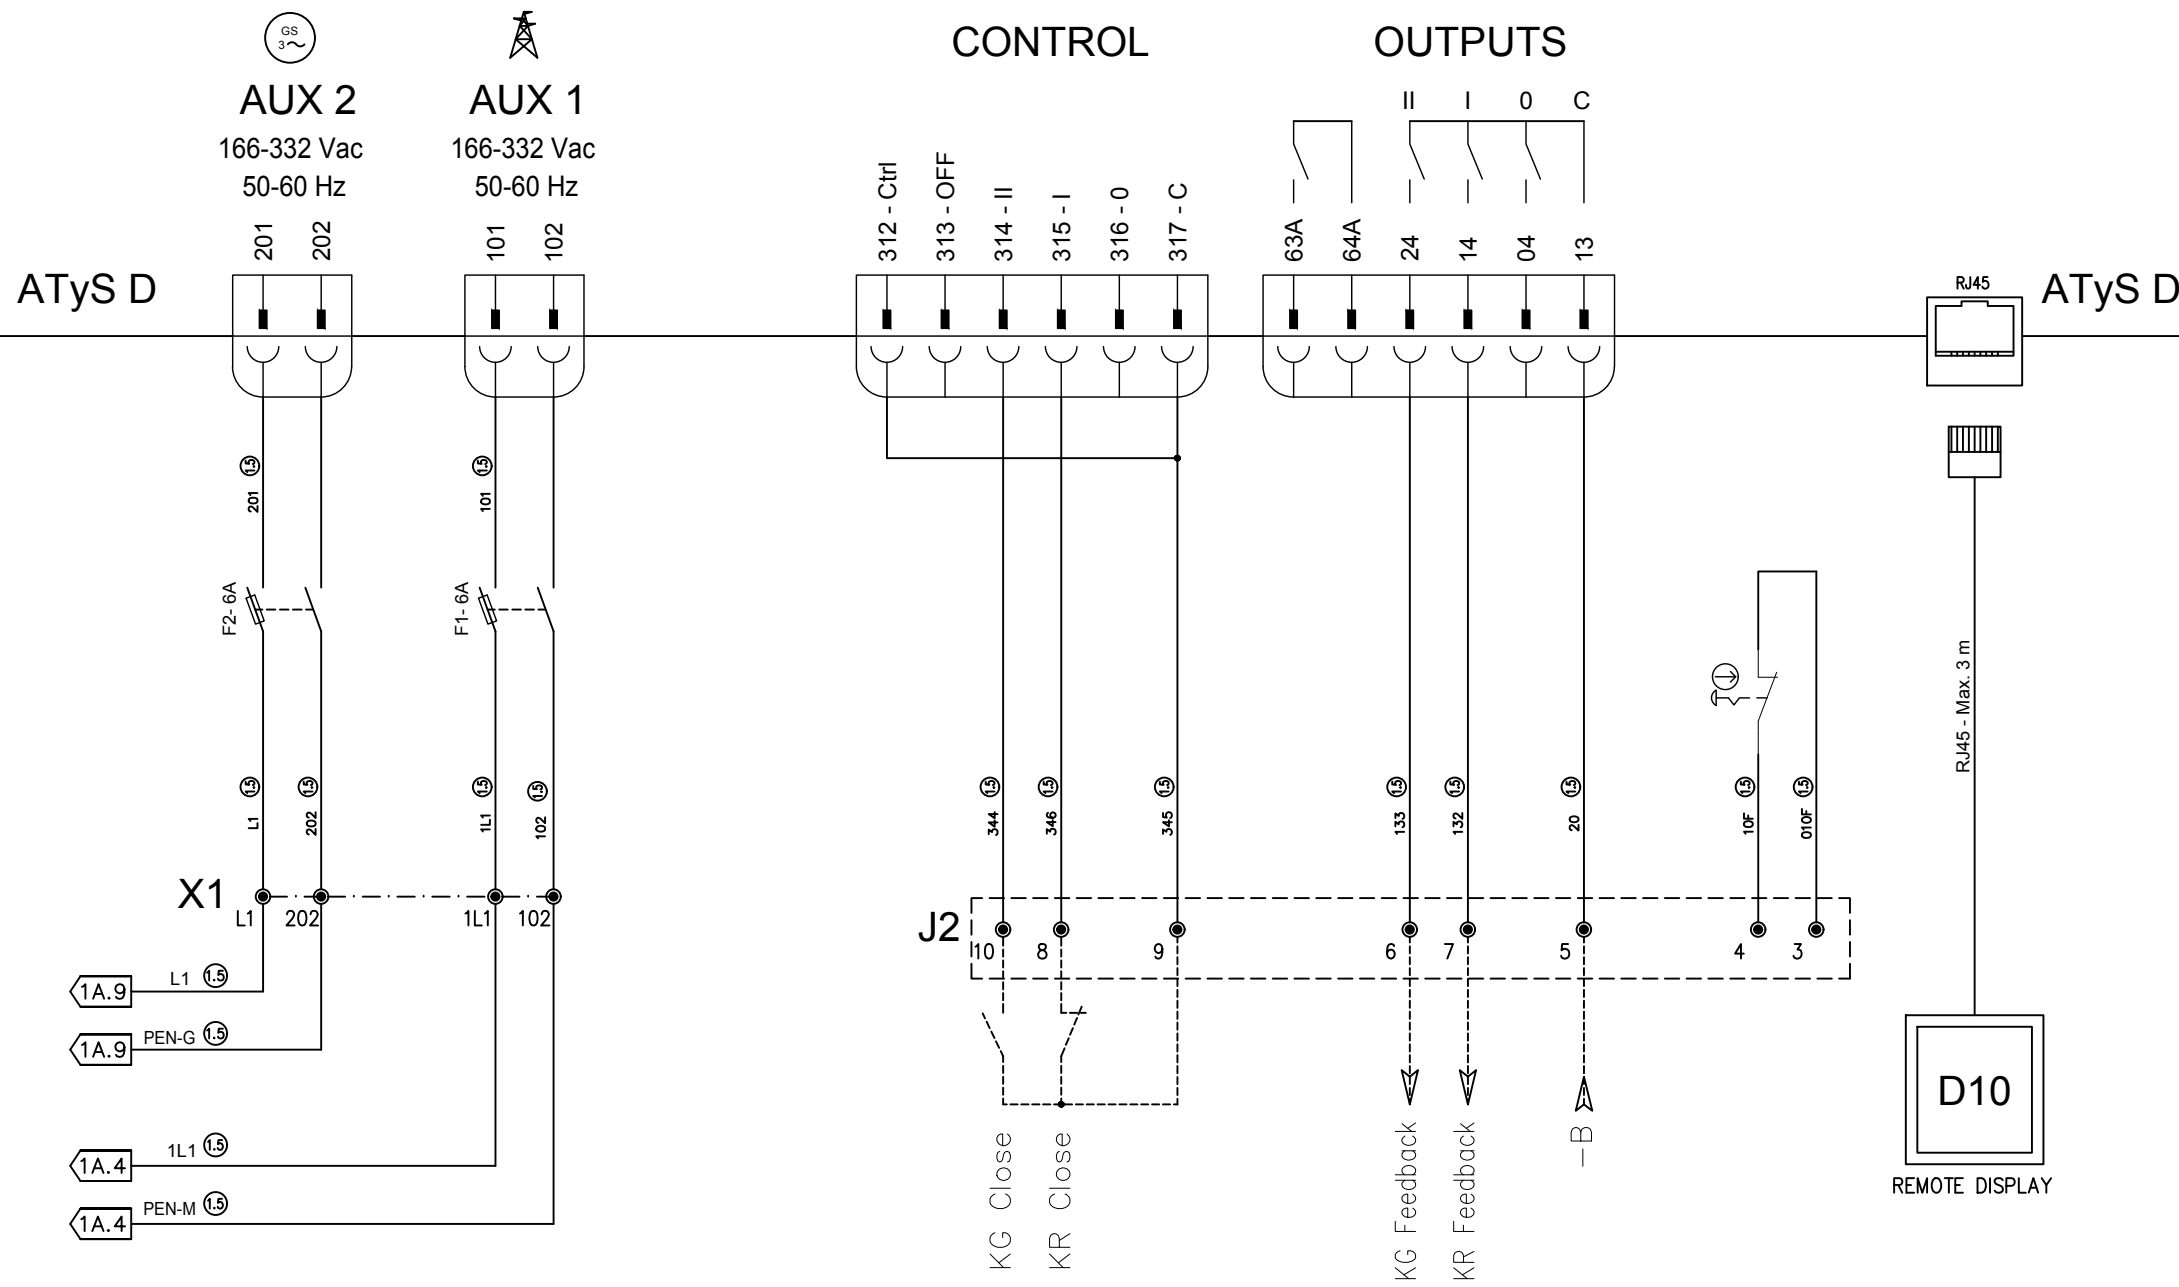 GS
3~
AUX 2
166-332 Vac
50-60 Hz
201
202
AUX 1
166-332 Vac
50-60 Hz
101
102
CONTROL
312 - Ctrl
313 - OFF
314 - II
315 - I
316 - 0
317 - C
OUTPUTS
II
I
0
C
63A
64A
24
14
04
13
ATyS D
RJ45
ATyS D
1.5
201
1.5
101
F2- 6A
F1- 6A
RJ45 - Max. 3 m
1.5
L1
1.5
202
1.5
1L1
1.5
102
1.5
344
1.5
346
1.5
345
1.5
133
1.5
132
1.5
20
1.5
10F
1.5
010F
X1
L1
202
1L1
102
J2
10
8
9
6
7
5
4
3
1A.9
L1
1.5
1A.9
PEN-G
1.5
1A.4
1L1
1.5
1A.4
PEN-M
1.5
KG Close
KR Close
KG Feedback
KR Feedback
-B
D10
REMOTE DISPLAY